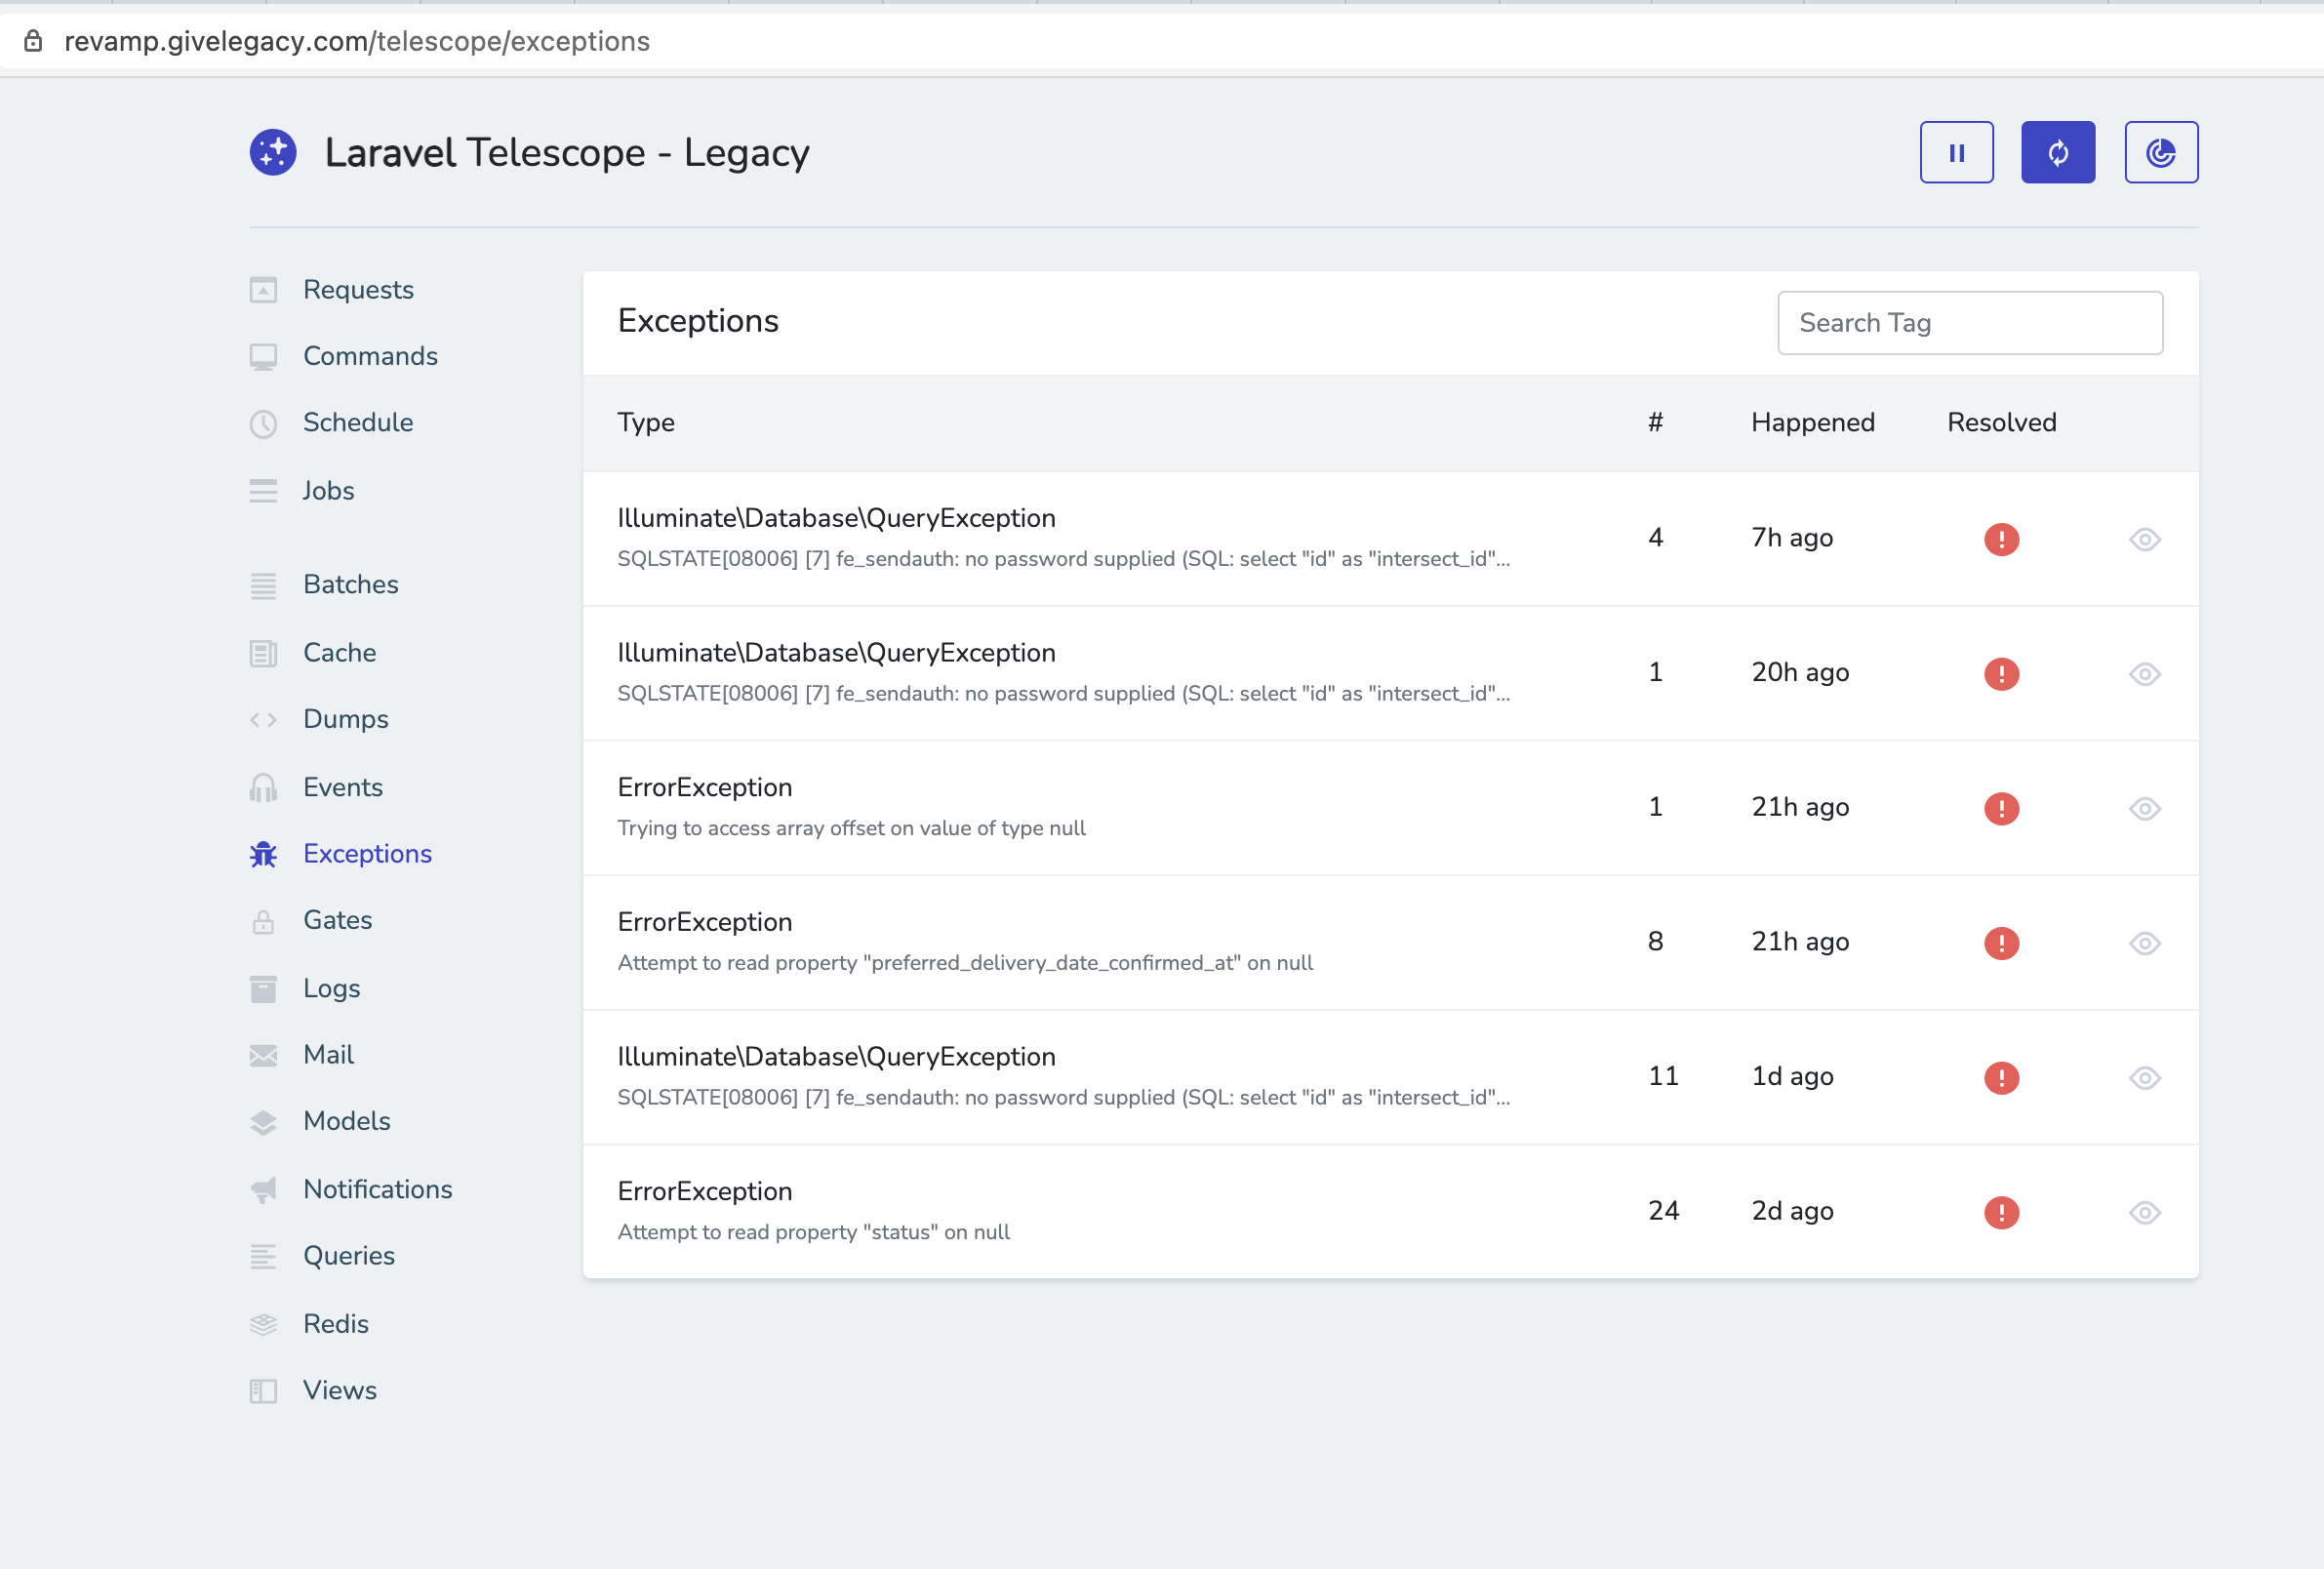 revamp.givelegacy.com/telescope/exceptions
Laravel Telescope - Legacy
Requests
Commands
Schedule
Jobs
Batches
Cache
Dumps
Events
Exceptions
Gates
Logs
Mail
Models
Notifications
Queries
Redis
Views
Exceptions
Search Tag
Type # Happened Resolved
Illuminate\Database\QueryException
SQLSTATE[08006] [7] fe_sendauth: no password supplied (SQL: select "id" as "intersect_id"...
4 7h ago
Illuminate\Database\QueryException
SQLSTATE[08006] [7] fe_sendauth: no password supplied (SQL: select "id" as "intersect_id"...
1 20h ago
ErrorException
Trying to access array offset on value of type null
1 21h ago
ErrorException
Attempt to read property "preferred_delivery_date_confirmed_at" on null
8 21h ago
Illuminate\Database\QueryException
SQLSTATE[08006] [7] fe_sendauth: no password supplied (SQL: select "id" as "intersect_id"...
11 1d ago
ErrorException
Attempt to read property "status" on null
24 2d ago